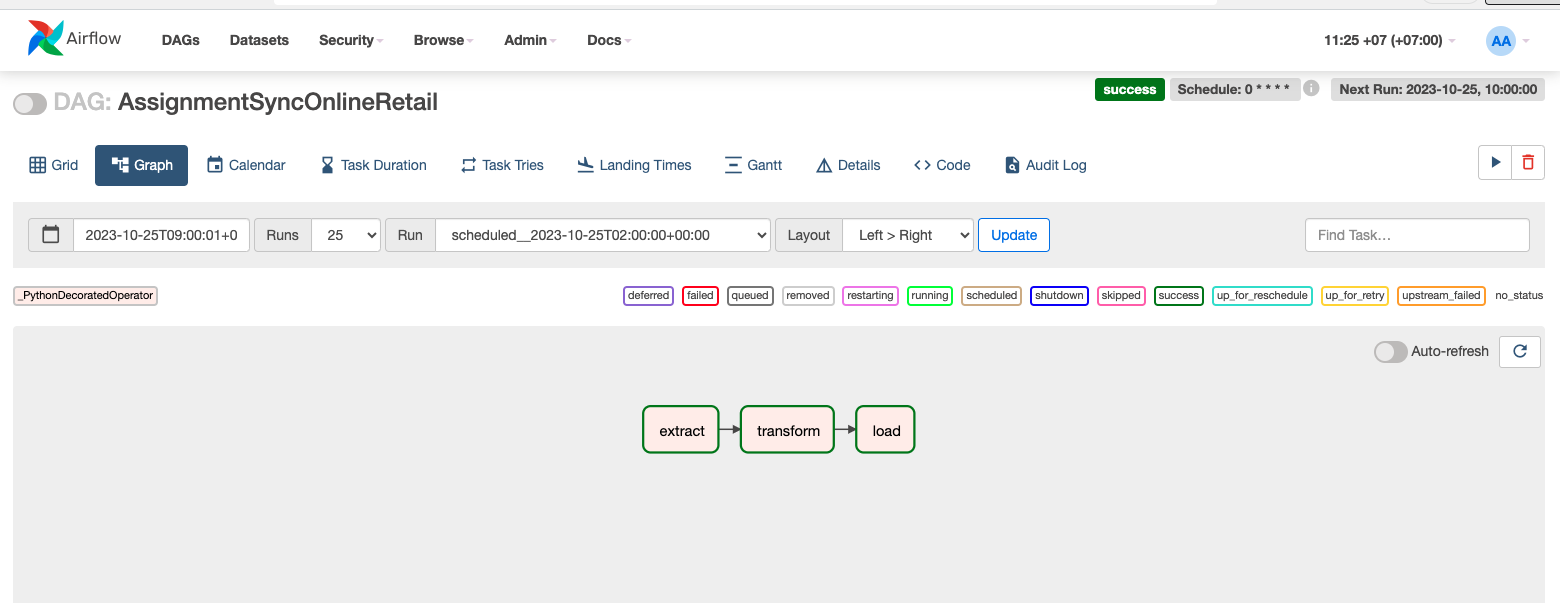 Airflow DAGs Datasets Security Browse Admin Docs 11:25 +07 (+07:00) AA
DAG: AssignmentSyncOnlineRetail success Schedule: 0 * * * * i Next Run: 2023-10-25, 10:00:00
Grid Graph Calendar Task Duration Task Tries Landing Times Gantt Details Code Audit Log
2023-10-25T09:00:01+0 Runs 25 Run scheduled__2023-10-25T02:00:00+00:00 Layout Left > Right Update Find Task...
_PythonDecoratedOperator deferred failed queued removed restarting running scheduled shutdown skipped success up_for_reschedule up_for_retry upstream_failed no_status
Auto-refresh
extract transform load